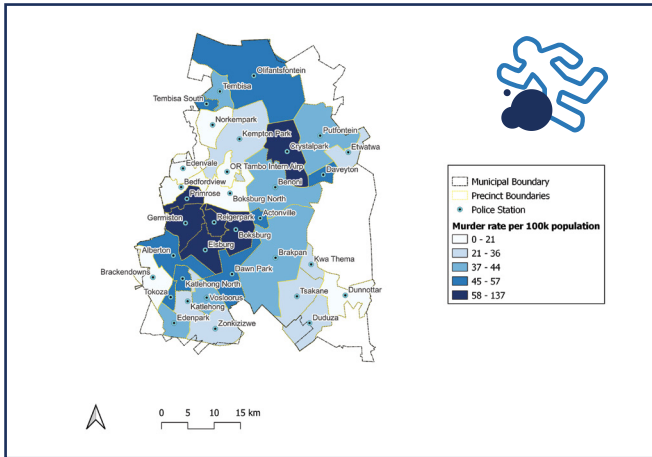 Olifantsfontein
Tembisa
Tembisa South
Norkempark
Kempton Park
Putfontein
Crystalpark
Etwatwa
Edenvale
OR Tambo Intern Airp
Daveyton
Bedfordview
Benoni
Primrose
Boksburg North
Actonville
Germiston
Reigerpark
Boksburg
Elsburg
Alberton
Brakpan
Kwa Thema
Brackendowns
Dawn Park
Katlehong North
Tsakane
Dunnottar
Tokoza
Vosloorus
Katlehong
Edenpark
Zonkizizwe
Duduza
Municipal Boundary
Precinct Boundaries
Police Station
Murder rate per 100k population
0 - 21
21 - 36
37 - 44
45 - 57
58 - 137
0 5 10 15 km